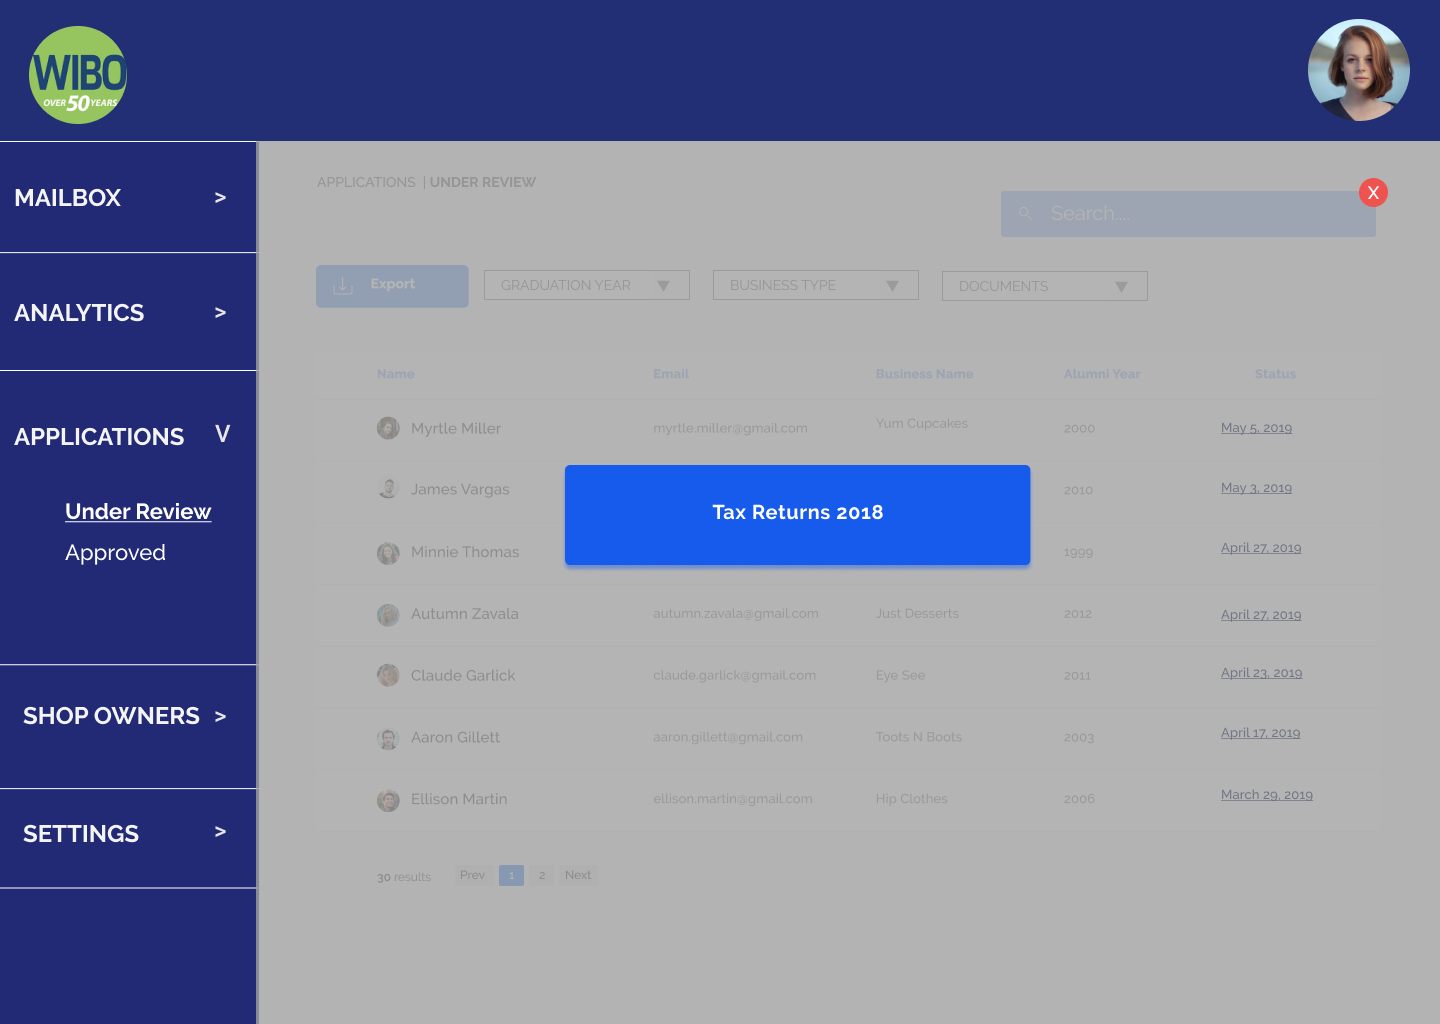 WIBO
OVER 50 YEARS
MAILBOX >
ANALYTICS >
APPLICATIONS V
Under Review
Approved
SHOP OWNERS >
SETTINGS >
APPLICATIONS | UNDER REVIEW
X
Search....
Export GRADUATION YEAR BUSINESS TYPE DOCUMENTS
Name Email Business Name Alumni Year Status
Myrtle Miller myrtle.miller@gmail.com Yum Cupcakes 2000 May 5, 2019
James Vargas 2010 May 3, 2019
Tax Returns 2018
Minnie Thomas 1999 April 27, 2019
Autumn Zavala autumn.zavala@gmail.com Just Desserts 2012 April 27, 2019
Claude Garlick claude.garlick@gmail.com Eye See 2011 April 23, 2019
Aaron Gillett aaron.gillett@gmail.com Toots N Boots 2003 April 17, 2019
Ellison Martin ellison.martin@gmail.com Hip Clothes 2006 March 29, 2019
30 results Prev 1 2 Next